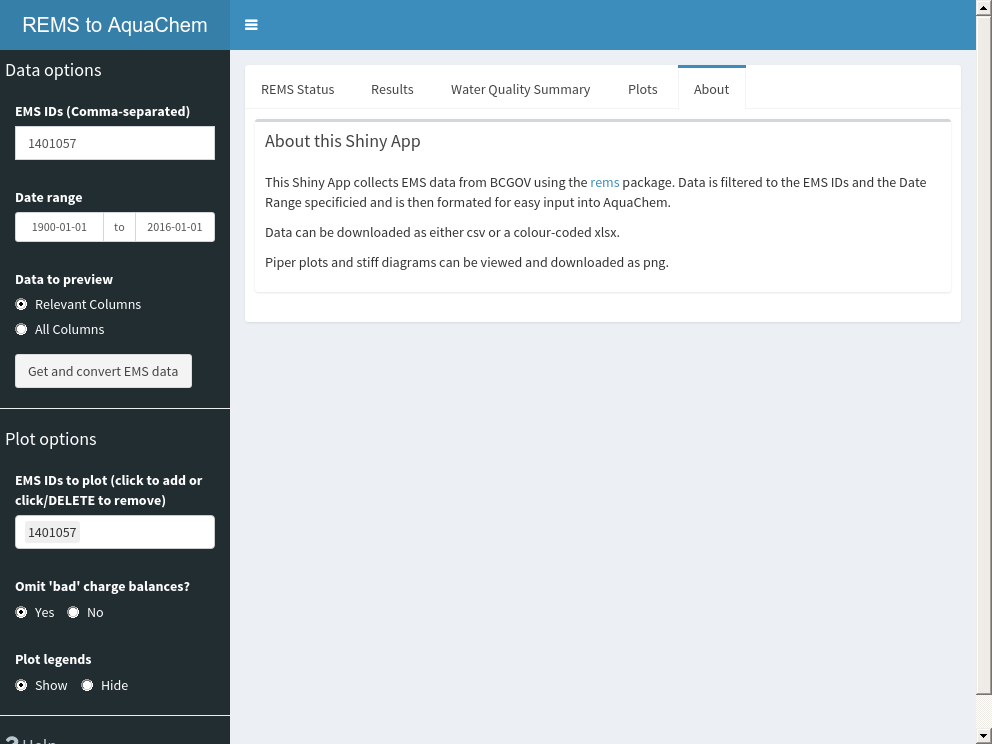 REMS to AquaChem
Data options
EMS IDs (Comma-separated)
1401057
Date range
1900-01-01 to 2016-01-01
Data to preview
Relevant Columns
All Columns
Get and convert EMS data
Plot options
EMS IDs to plot (click to add or
click/DELETE to remove)
1401057
Omit 'bad' charge balances?
Yes No
Plot legends
Show Hide
? Help
REMS Status Results Water Quality Summary Plots About
About this Shiny App
This Shiny App collects EMS data from BCGOV using the rems package. Data is filtered to the EMS IDs and the Date
Range specificied and is then formated for easy input into AquaChem.
Data can be downloaded as either csv or a colour-coded xlsx.
Piper plots and stiff diagrams can be viewed and downloaded as png.